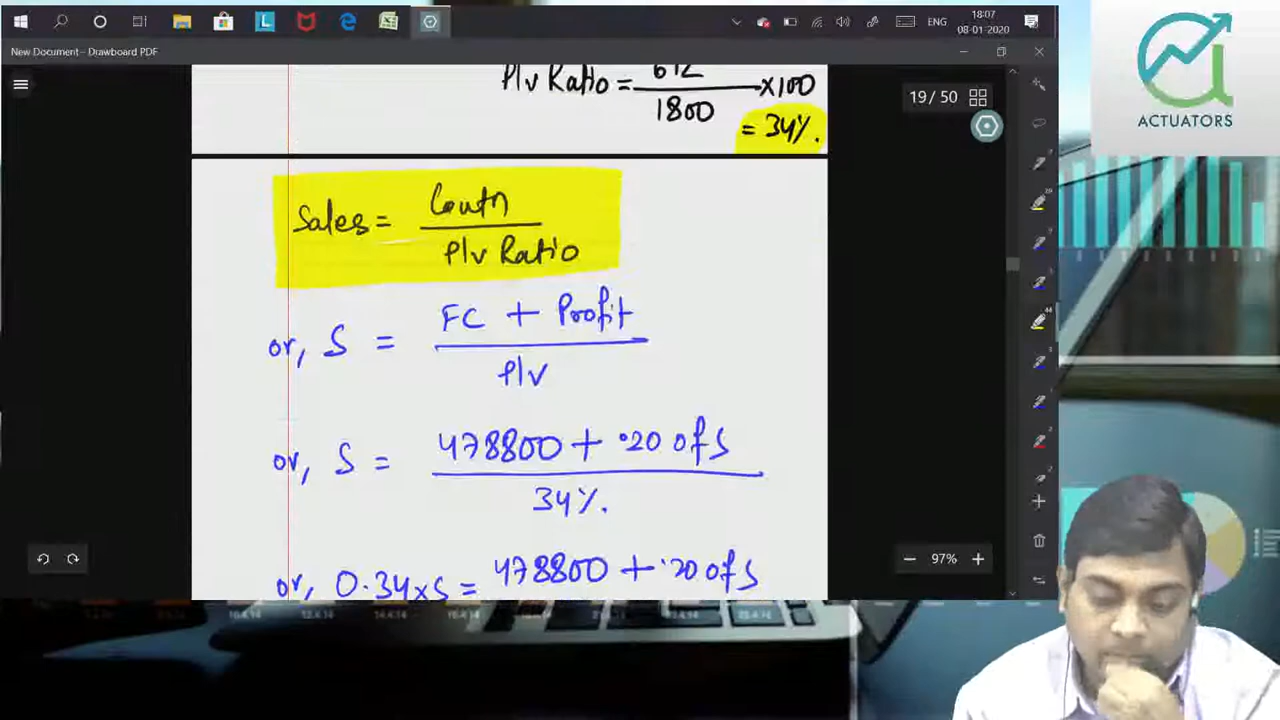 18:07
ENG
08-01-2020
New Document - Drawboard PDF
P/v Ratio = 612 / 1800 × 100
= 34%.
19 / 50
ACTUATORS
Sales = Contn / P/v Ratio
or, S = FC + Profit / P/v
or, S = 478800 + .20 of S / 34%.
97%
or, 0.34 × S = 478800 + .20 of S